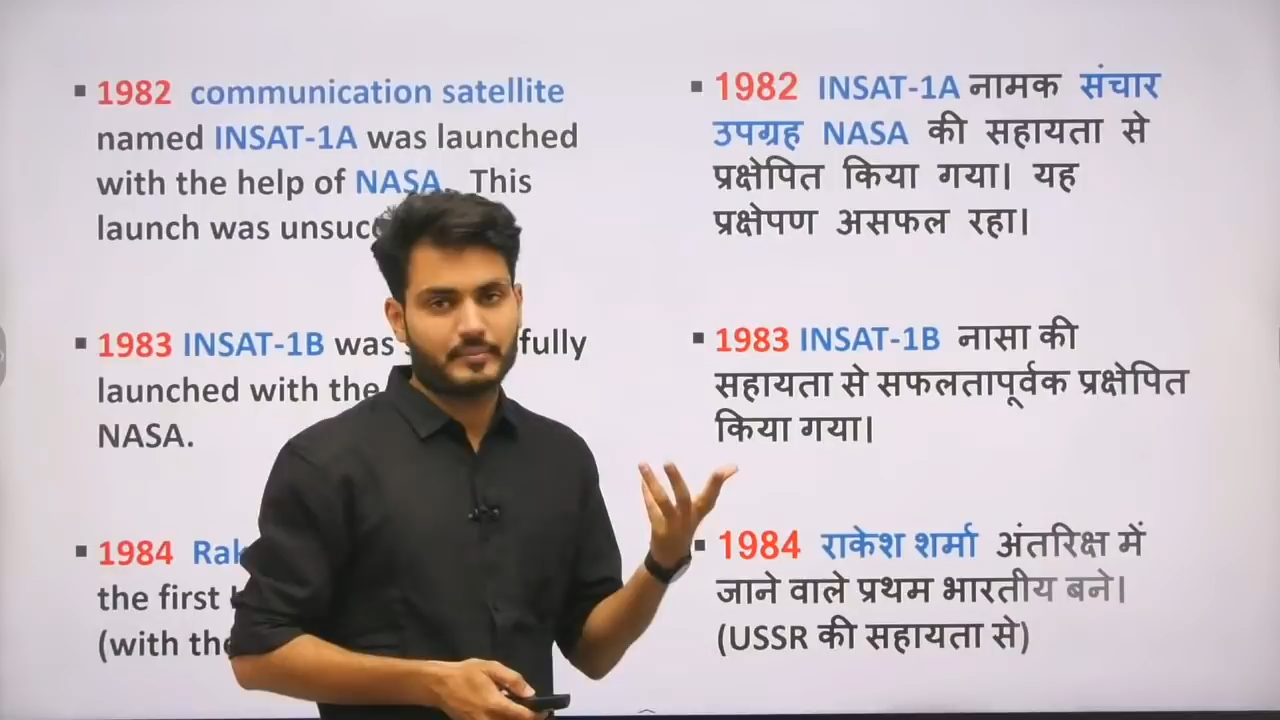 1982 communication satellite
named INSAT-1A was launched
with the help of NASA. This
launch was
1983 INSAT-1B was
launched with the
NASA.
1984
the first
(with
1982 INSAT-1A नामक संचार
उपग्रह NASA की सहायता से
प्रक्षेपित किया गया। यह
प्रक्षेपण असफल रहा।
1983 INSAT-1B नासा की
सहायता से सफलतापूर्वक प्रक्षेपित
किया गया।
1984 राकेश शर्मा अंतरिक्ष में
जाने वाले प्रथम भारतीय बने।
(USSR की सहायता से)